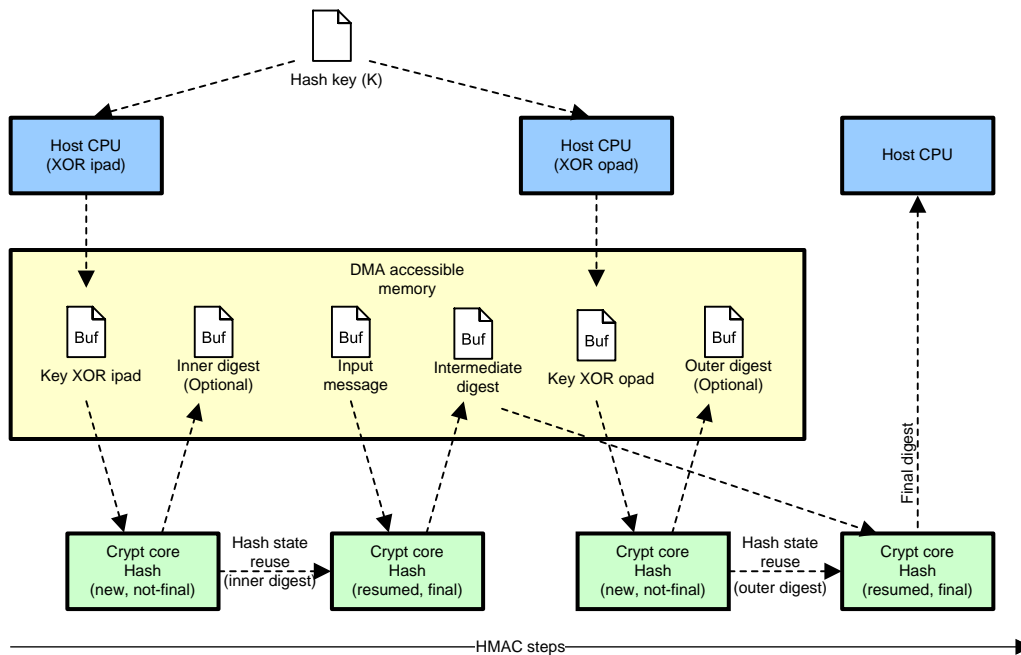 Hash key (K)
Host CPU
(XOR ipad)
Host CPU
(XOR opad)
Host CPU
DMA accessible
memory
Buf
Key XOR ipad
Buf
Inner digest
(Optional)
Buf
Input
message
Buf
Intermediate
digest
Buf
Key XOR opad
Buf
Outer digest
(Optional)
Final digest
Crypt core
Hash
(new, not-final)
Hash state
reuse
(inner digest)
Crypt core
Hash
(resumed, final)
Crypt core
Hash
(new, not-final)
Hash state
reuse
(outer digest)
Crypt core
Hash
(resumed, final)
HMAC steps